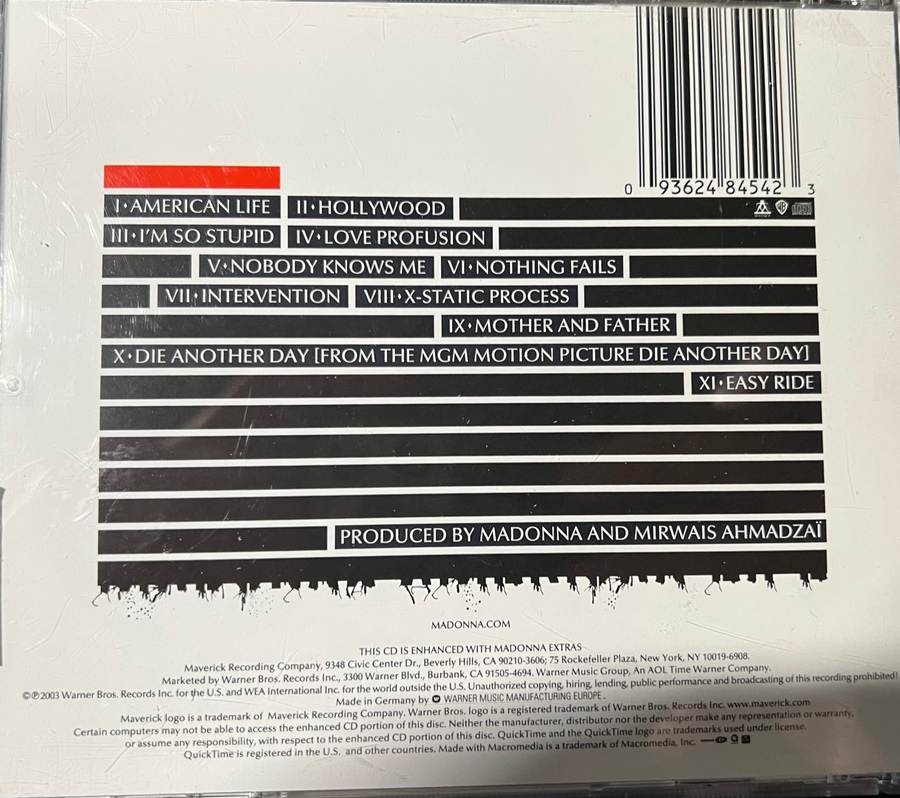 0 93624 84542 3
I•AMERICAN LIFE II•HOLLYWOOD
III•I'M SO STUPID IV•LOVE PROFUSION
V•NOBODY KNOWS ME VI•NOTHING FAILS
VII•INTERVENTION VIII•X-STATIC PROCESS
IX•MOTHER AND FATHER
X•DIE ANOTHER DAY [FROM THE MGM MOTION PICTURE DIE ANOTHER DAY]
XI•EASY RIDE
PRODUCED BY MADONNA AND MIRWAIS AHMADZAÏ
MADONNA.COM
THIS CD IS ENHANCED WITH MADONNA EXTRAS
Maverick Recording Company, 9348 Civic Center Dr., Beverly Hills, CA 90210-3606; 75 Rockefeller Plaza, New York, NY 10019-6908.
Marketed by Warner Bros. Records Inc., 3300 Warner Blvd., Burbank, CA 91505-4694. Warner Music Group, An AOL Time Warner Company.
©℗2003 Warner Bros. Records Inc. for the U.S. and WEA International Inc. for the world outside the U.S. Unauthorized copying, hiring, lending, public performance and broadcasting of this recording prohibited!
Made in Germany by WARNER MUSIC MANUFACTURING EUROPE.
Maverick logo is a trademark of Maverick Recording Company. Warner Bros. logo is a registered trademark of Warner Bros. Records Inc. www.maverick.com
Certain computers may not be able to access the enhanced CD portion of this disc. Neither the manufacturer, distributor nor the developer make any representation or warranty,
or assume any responsibility, with respect to the enhanced CD portion of this disc. QuickTime and the QuickTime logo are trademarks used under license.
QuickTime is registered in the U.S. and other countries. Made with Macromedia is a trademark of Macromedia, Inc.